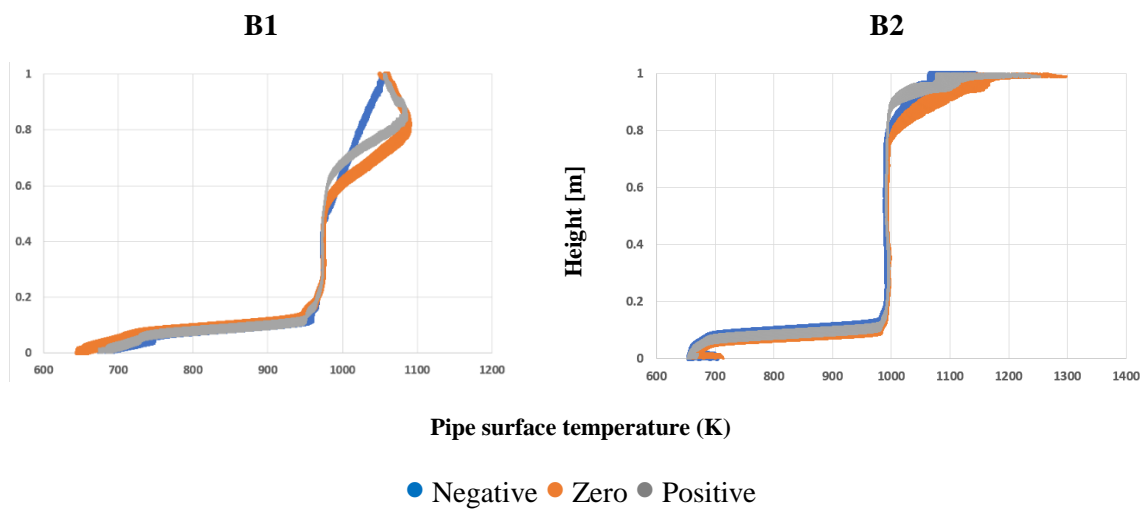 B1
B2
1
0.8
0.6
0.4
0.2
0
600 700 800 900 1000 1100 1200
Height [m]
1
0.8
0.6
0.4
0.2
0
600 700 800 900 1000 1100 1200 1300 1400
Pipe surface temperature (K)
Negative Zero Positive